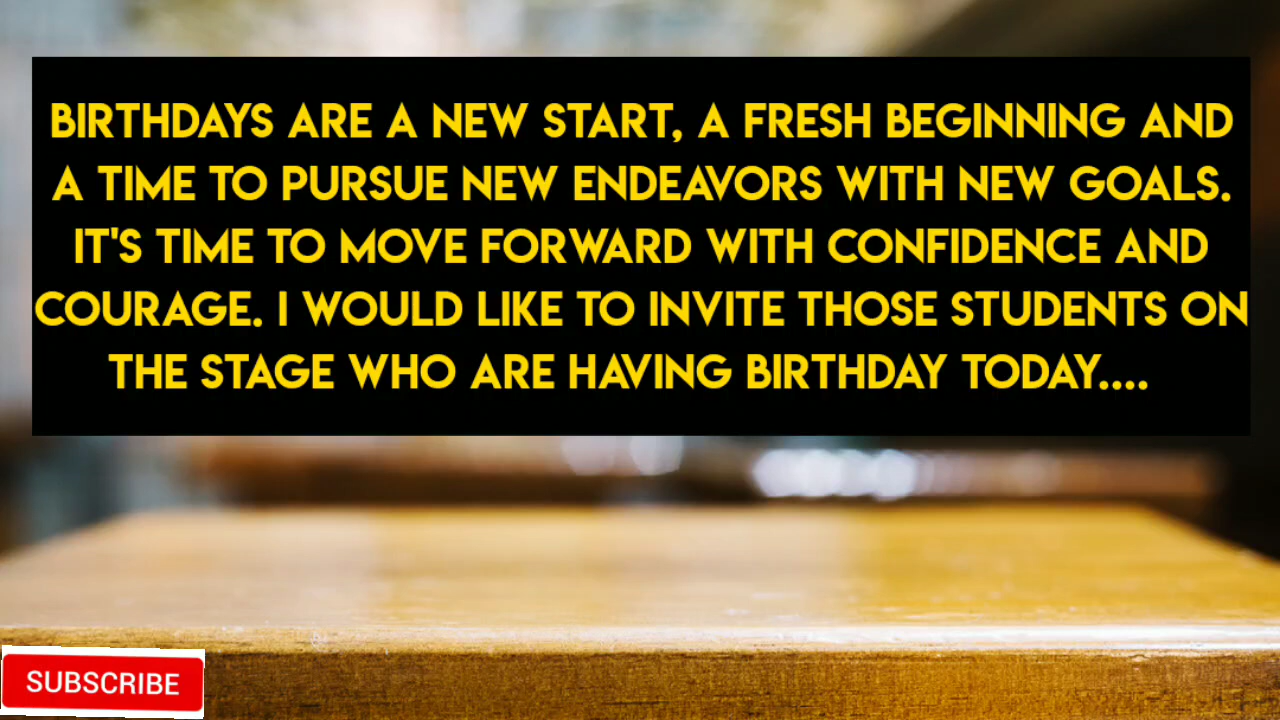 BIRTHDAYS ARE A NEW START, A FRESH BEGINNING AND
A TIME TO PURSUE NEW ENDEAVORS WITH NEW GOALS.
IT'S TIME TO MOVE FORWARD WITH CONFIDENCE AND
COURAGE. I WOULD LIKE TO INVITE THOSE STUDENTS ON
THE STAGE WHO ARE HAVING BIRTHDAY TODAY....
SUBSCRIBE